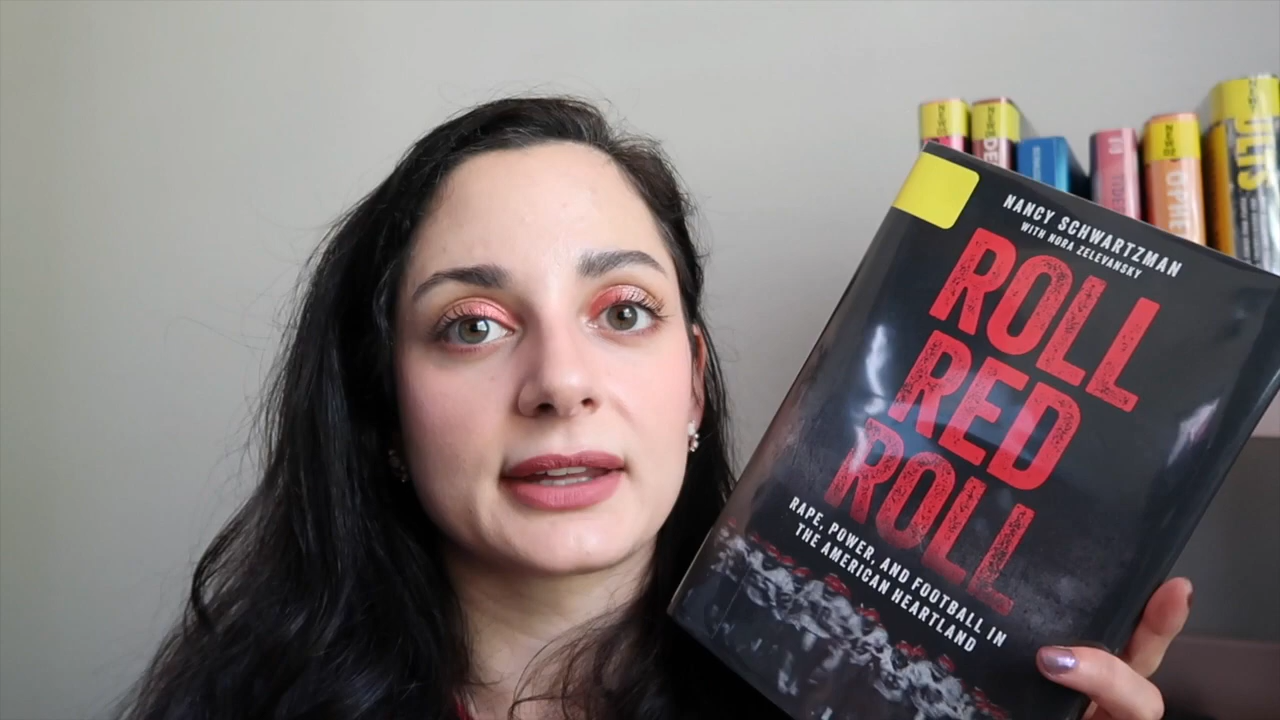 NANCY SCHWARTZMAN
WITH NORA ZELEVANSKY
ROLL
RED
ROLL
RAPE, POWER, AND FOOTBALL IN
THE AMERICAN HEARTLAND